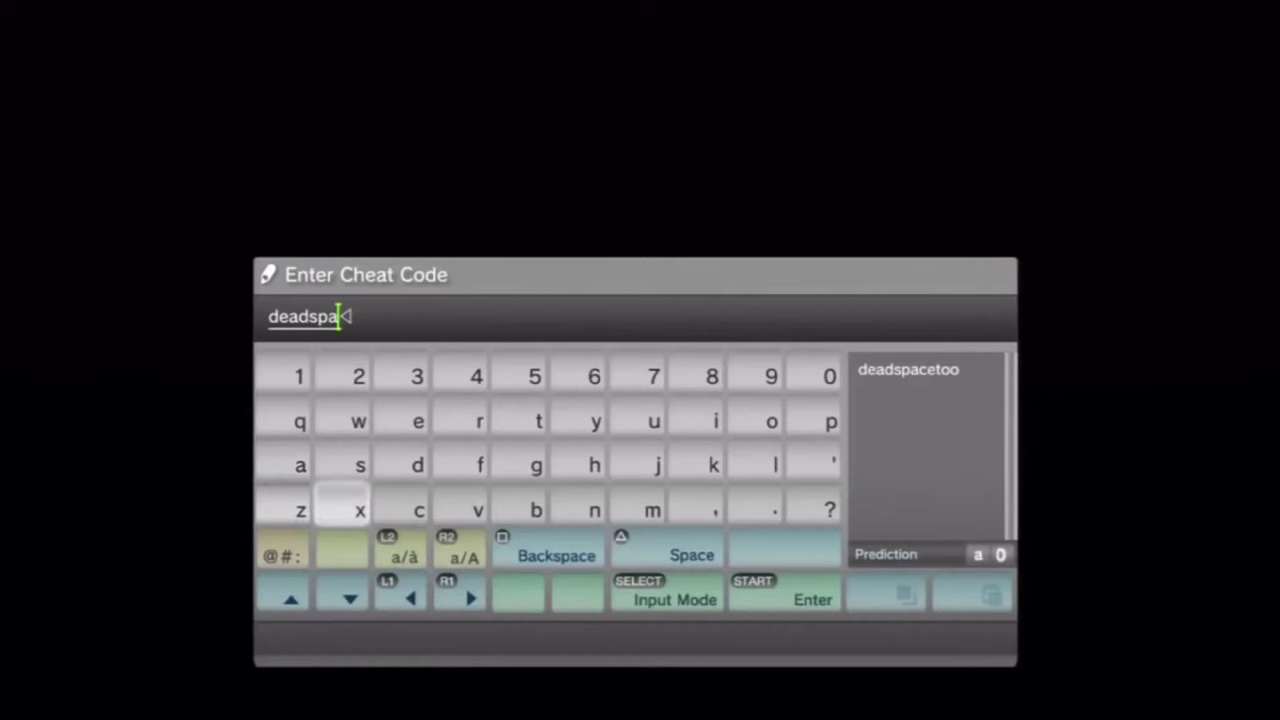 Enter Cheat Code
deadspa
1 2 3 4 5 6 7 8 9 0
deadspacetoo
q w e r t y u i o p
a s d f g h j k l '
z x c v b n m , . ?
@#: L2 a/à R2 a/A Backspace Space
Prediction a 0
L1 R1 SELECT Input Mode START Enter